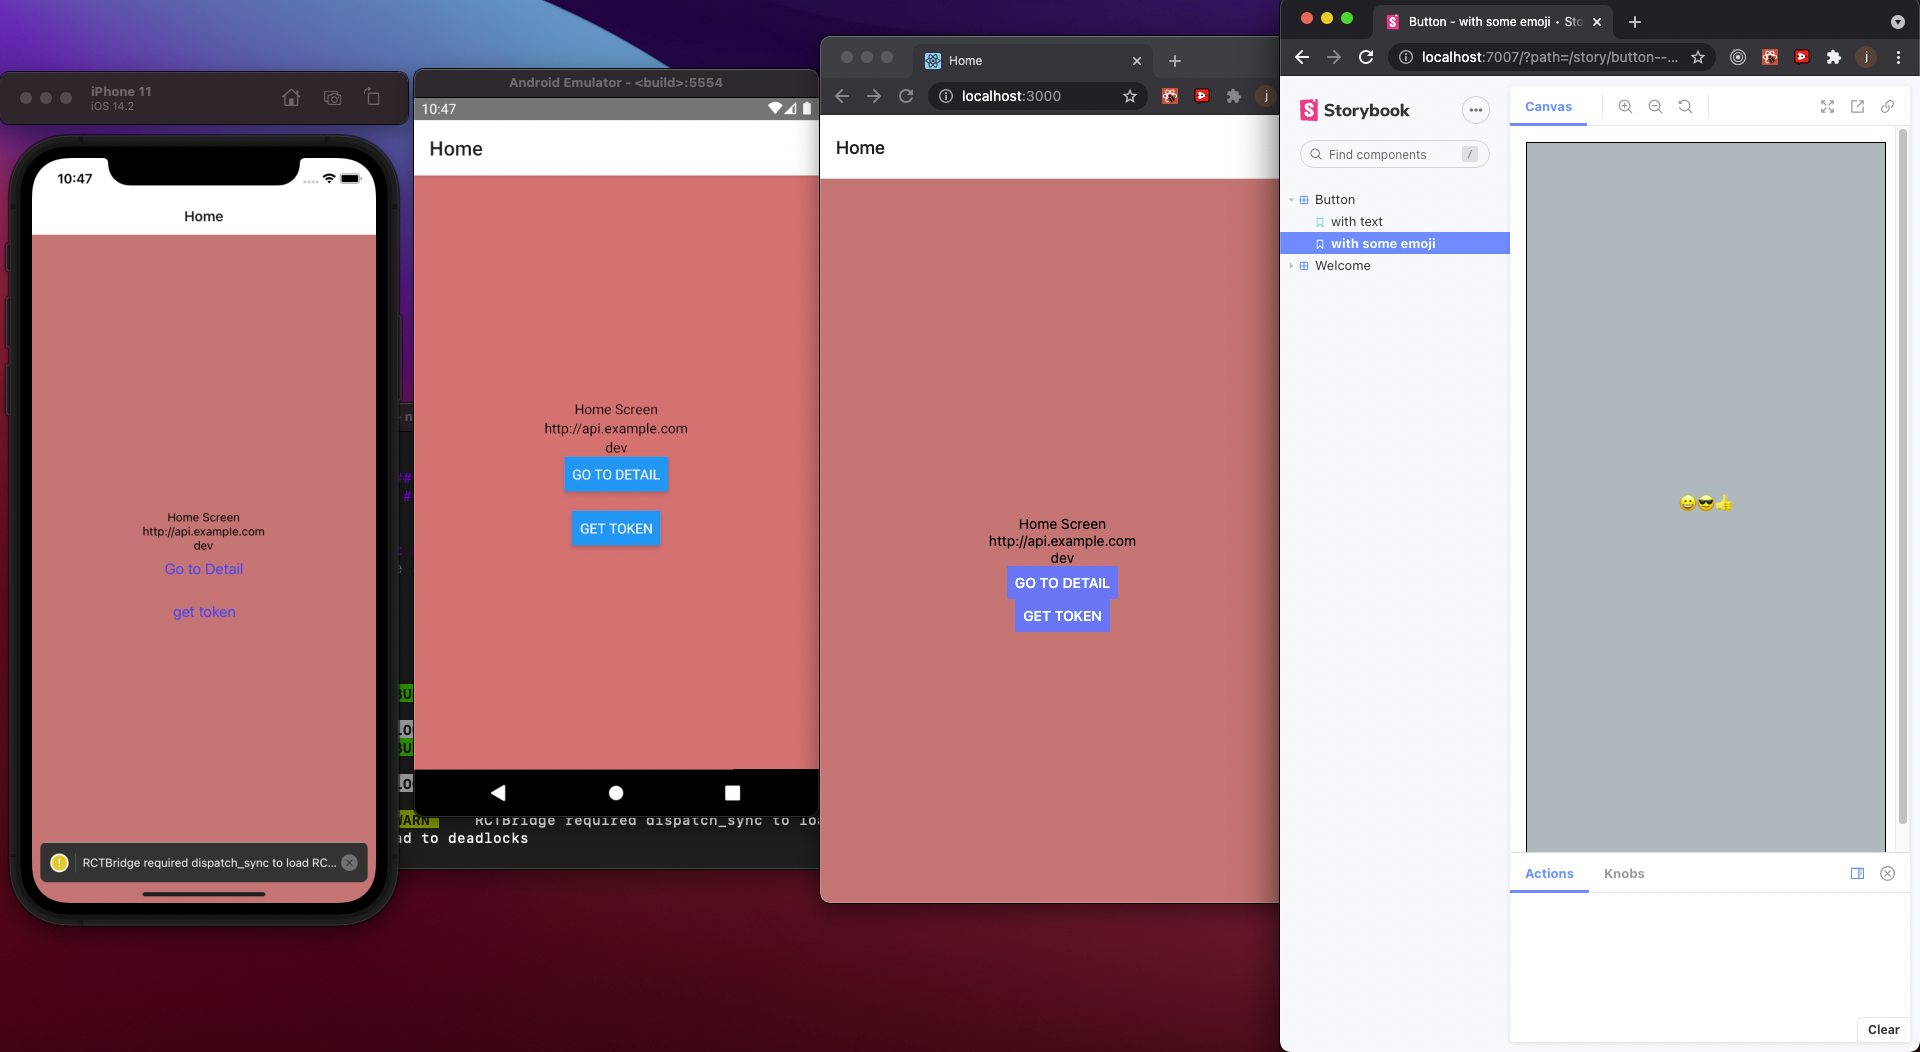 iPhone 11
iOS 14.2
10:47
Home
Home Screen
http://api.example.com
dev
Go to Detail
get token
RCTBridge required dispatch_sync to load RC...
Android Emulator - <build>:5554
10:47
Home
Home Screen
http://api.example.com
dev
GO TO DETAIL
GET TOKEN
WARN RCTBridge required dispatch_sync to
ad to deadlocks
Home
localhost:3000
j
Home
Home Screen
http://api.example.com
dev
GO TO DETAIL
GET TOKEN
Button - with some emoji • Sto
localhost:7007/?path=/story/button--...
j
Storybook
Find components
/
Button
with text
with some emoji
Welcome
Canvas
Actions
Knobs
Clear